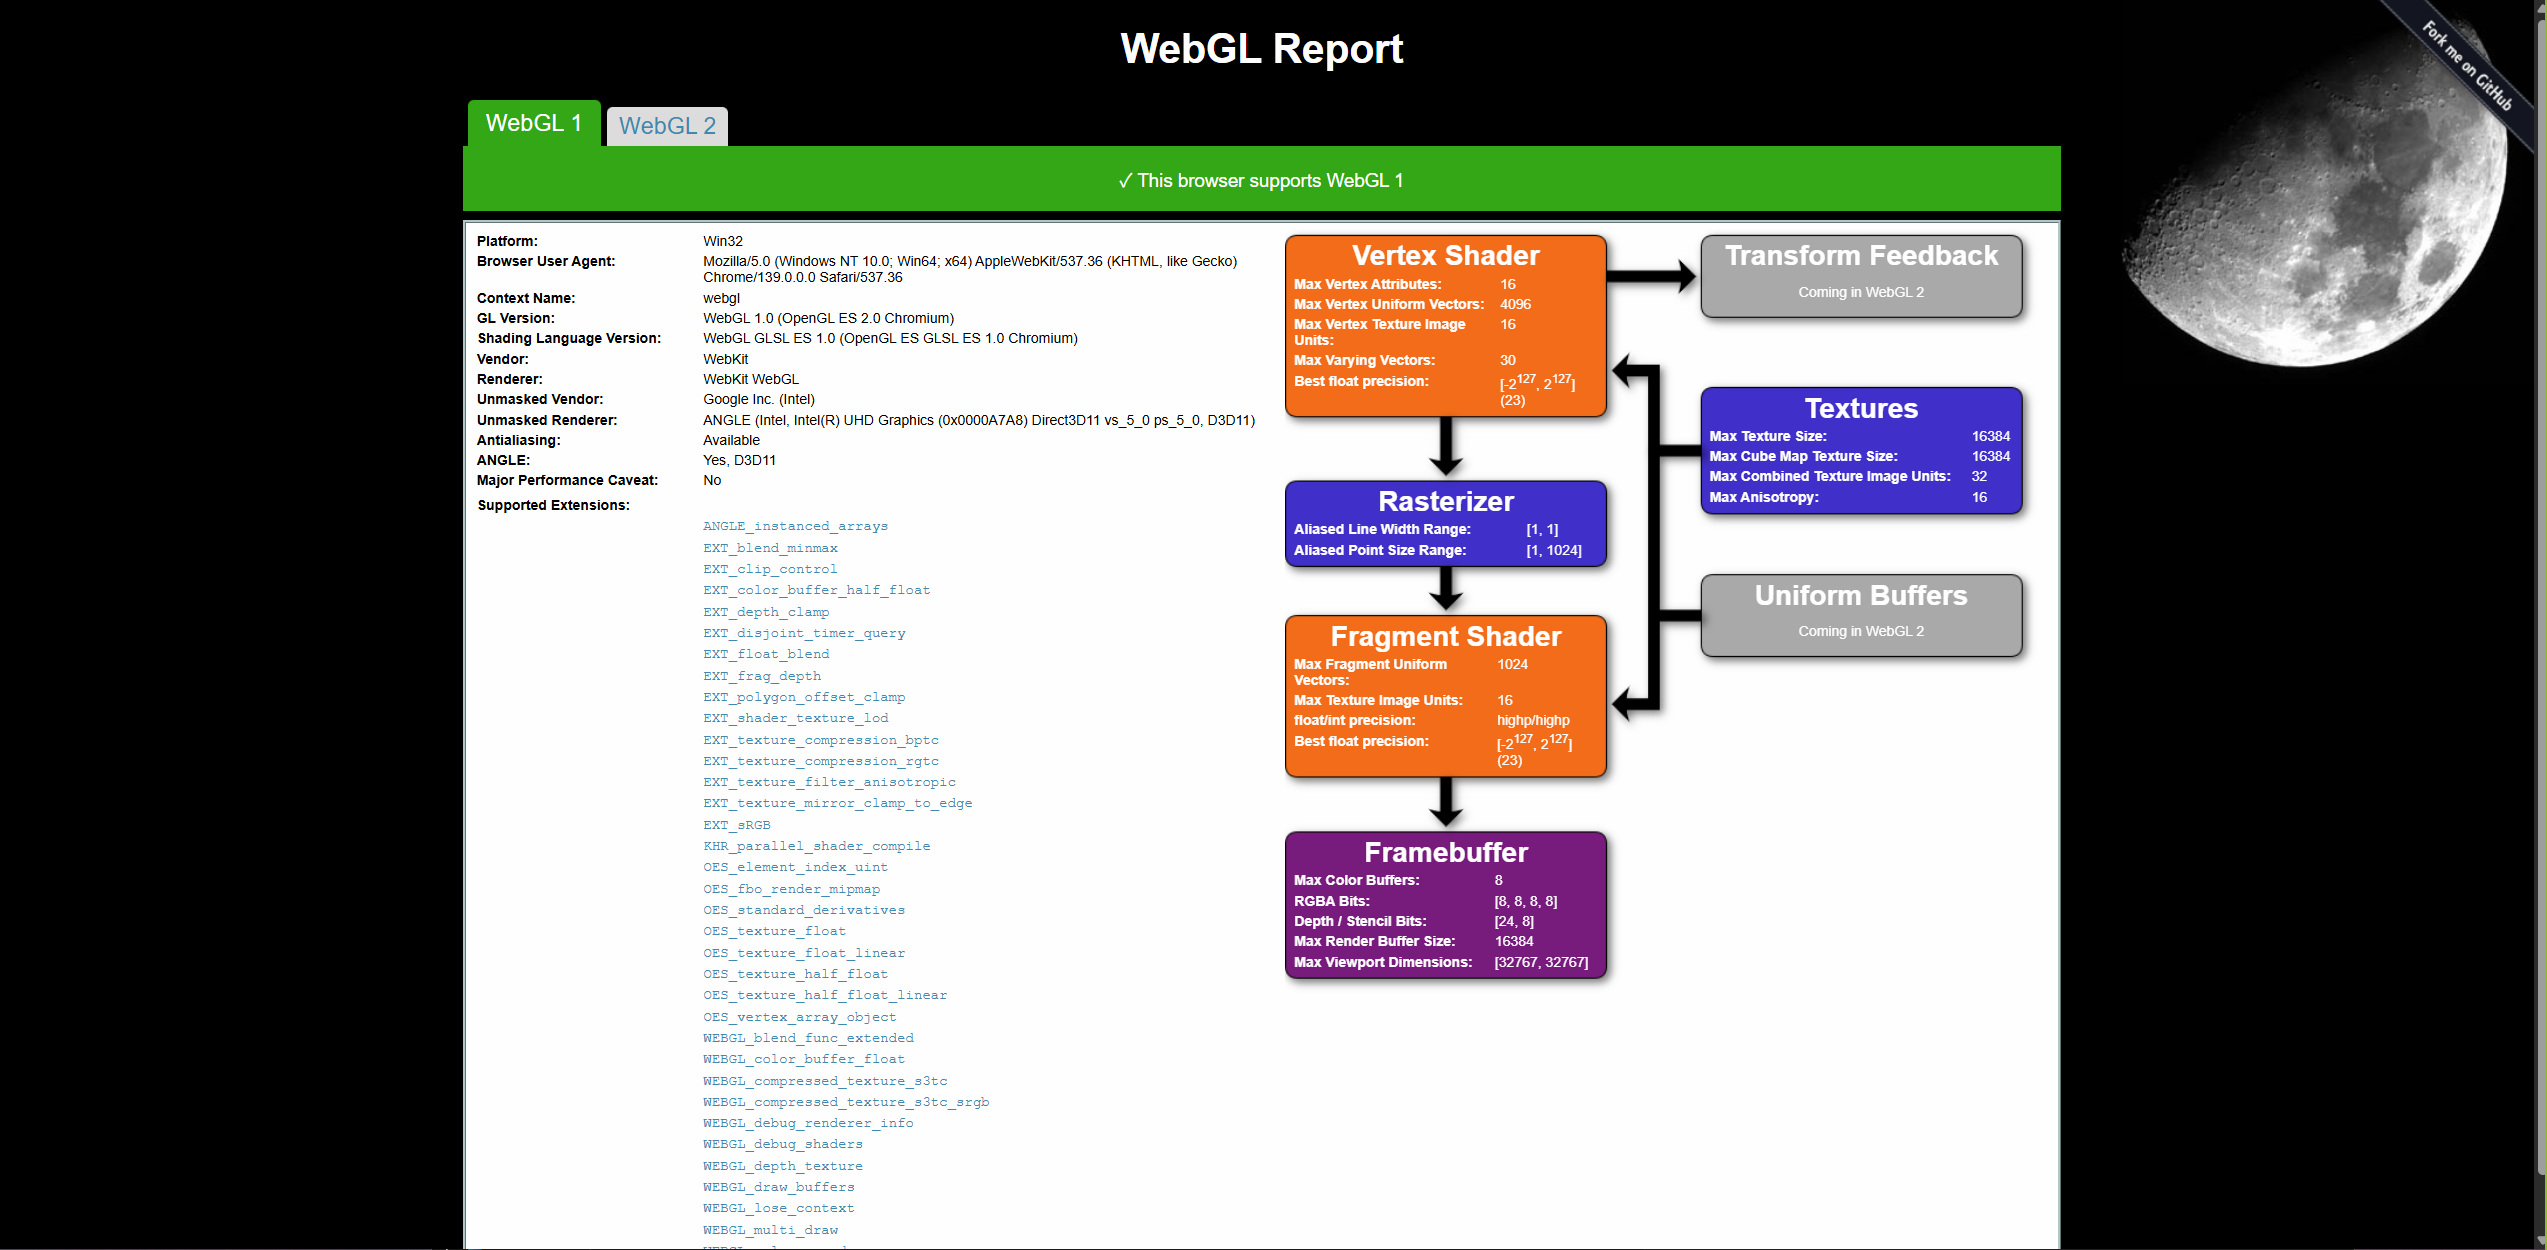 WebGL Report
Fork me on GitHub
WebGL 1
WebGL 2
✓ This browser supports WebGL 1
Platform: Win32
Browser User Agent: Mozilla/5.0 (Windows NT 10.0; Win64; x64) AppleWebKit/537.36 (KHTML, like Gecko)
Chrome/139.0.0.0 Safari/537.36
Context Name: webgl
GL Version: WebGL 1.0 (OpenGL ES 2.0 Chromium)
Shading Language Version: WebGL GLSL ES 1.0 (OpenGL ES GLSL ES 1.0 Chromium)
Vendor: WebKit
Renderer: WebKit WebGL
Unmasked Vendor: Google Inc. (Intel)
Unmasked Renderer: ANGLE (Intel, Intel(R) UHD Graphics (0x0000A7A8) Direct3D11 vs_5_0 ps_5_0, D3D11)
Antialiasing: Available
ANGLE: Yes, D3D11
Major Performance Caveat: No
Supported Extensions:
ANGLE_instanced_arrays
EXT_blend_minmax
EXT_clip_control
EXT_color_buffer_half_float
EXT_depth_clamp
EXT_disjoint_timer_query
EXT_float_blend
EXT_frag_depth
EXT_polygon_offset_clamp
EXT_shader_texture_lod
EXT_texture_compression_bptc
EXT_texture_compression_rgtc
EXT_texture_filter_anisotropic
EXT_texture_mirror_clamp_to_edge
EXT_sRGB
KHR_parallel_shader_compile
OES_element_index_uint
OES_fbo_render_mipmap
OES_standard_derivatives
OES_texture_float
OES_texture_float_linear
OES_texture_half_float
OES_texture_half_float_linear
OES_vertex_array_object
WEBGL_blend_func_extended
WEBGL_color_buffer_float
WEBGL_compressed_texture_s3tc
WEBGL_compressed_texture_s3tc_srgb
WEBGL_debug_renderer_info
WEBGL_debug_shaders
WEBGL_depth_texture
WEBGL_draw_buffers
WEBGL_lose_context
WEBGL_multi_draw
Vertex Shader
Max Vertex Attributes: 16
Max Vertex Uniform Vectors: 4096
Max Vertex Texture Image 16
Units:
Max Varying Vectors: 30
Best float precision: [-2^127, 2^127]
(23)
Transform Feedback
Coming in WebGL 2
Textures
Max Texture Size: 16384
Max Cube Map Texture Size: 16384
Max Combined Texture Image Units: 32
Max Anisotropy: 16
Rasterizer
Aliased Line Width Range: [1, 1]
Aliased Point Size Range: [1, 1024]
Uniform Buffers
Coming in WebGL 2
Fragment Shader
Max Fragment Uniform 1024
Vectors:
Max Texture Image Units: 16
float/int precision: highp/highp
Best float precision: [-2^127, 2^127]
(23)
Framebuffer
Max Color Buffers: 8
RGBA Bits: [8, 8, 8, 8]
Depth / Stencil Bits: [24, 8]
Max Render Buffer Size: 16384
Max Viewport Dimensions: [32767, 32767]